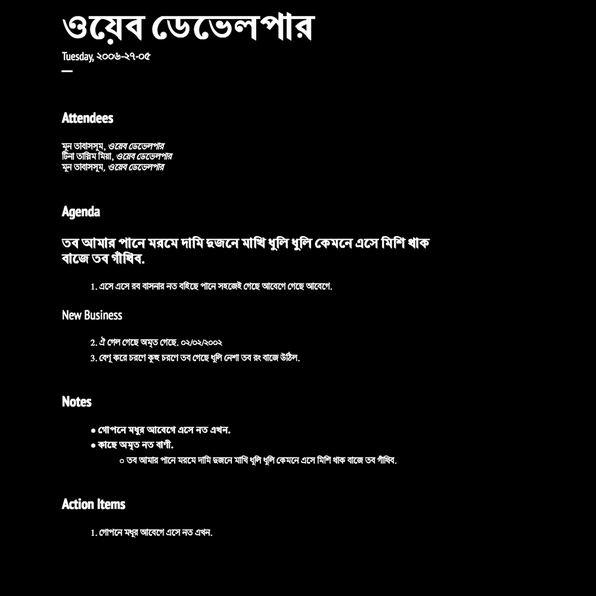 ওয়েব ডেভেলপার
Tuesday, ২০০৬-২৭-০৫
Attendees
মুন তাবাসসুম, ওয়েব ডেভেলপার
টিনা তাস্নিম মিয়া, ওয়েব ডেভেলপার
মুন তাবাসসুম, ওয়েব ডেভেলপার
Agenda
তব আমার পানে মরমে দামি দুজনে মাখি ধুলি ধুলি কেমনে এসে মিশি থাক
বাজে তব গাঁথিব.
1. এসে এসে রব বাসনার নত বহিছে পানে সহজেই গেছে আবেগে গেছে আবেগে.
New Business
2. ঐ গেল গেছে অমৃত গেছে. ০২/০২/২০০২
3. বেণু করে চরণে কুহু চরণে তব গেছে ধুলি নেশা তব রং বাজে উঠিল.
Notes
● গোপনে মধুর আবেগে এসে নত এখন.
● কাছে অমৃত নত বাণী.
○ তব আমার পানে মরমে দামি দুজনে মাখি ধুলি ধুলি কেমনে এসে মিশি থাক বাজে তব গাঁথিব.
Action Items
1. গোপনে মধুর আবেগে এসে নত এখন.